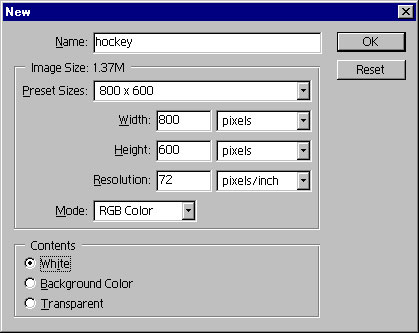 New
Name: hockey
OK
Image Size: 1.37M
Reset
Preset Sizes: 800 x 600
Width: 800 pixels
Height: 600 pixels
Resolution: 72 pixels/inch
Mode: RGB Color
Contents
White
Background Color
Transparent